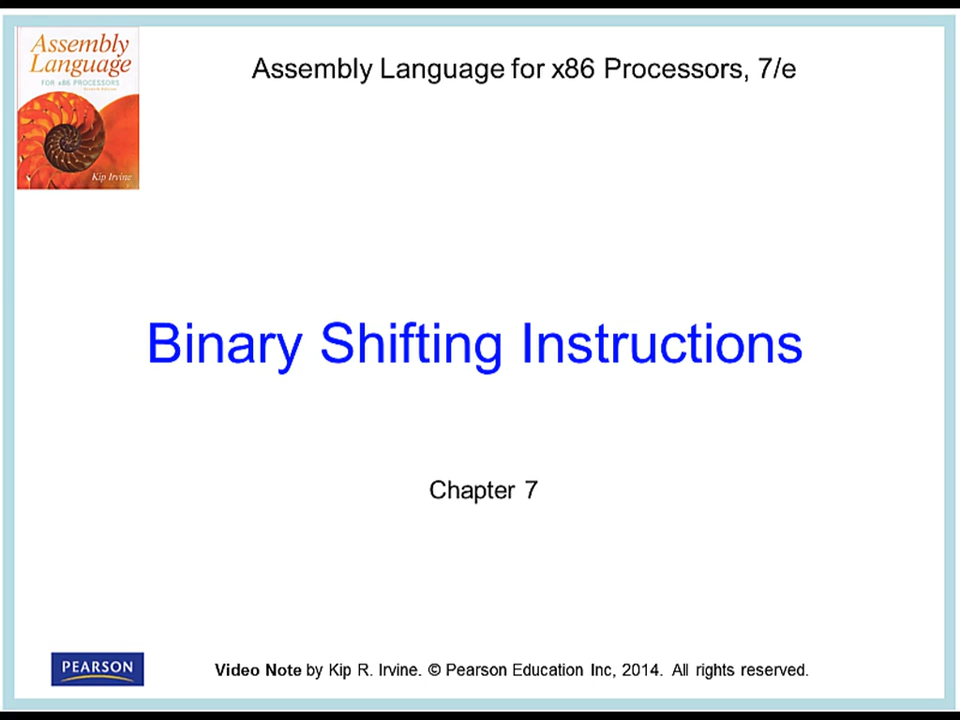 Assembly
Language
FOR x86 PROCESSORS
Kip Irvine
Assembly Language for x86 Processors, 7/e
Binary Shifting Instructions
Chapter 7
PEARSON
Video Note by Kip R. Irvine. © Pearson Education Inc, 2014. All rights reserved.